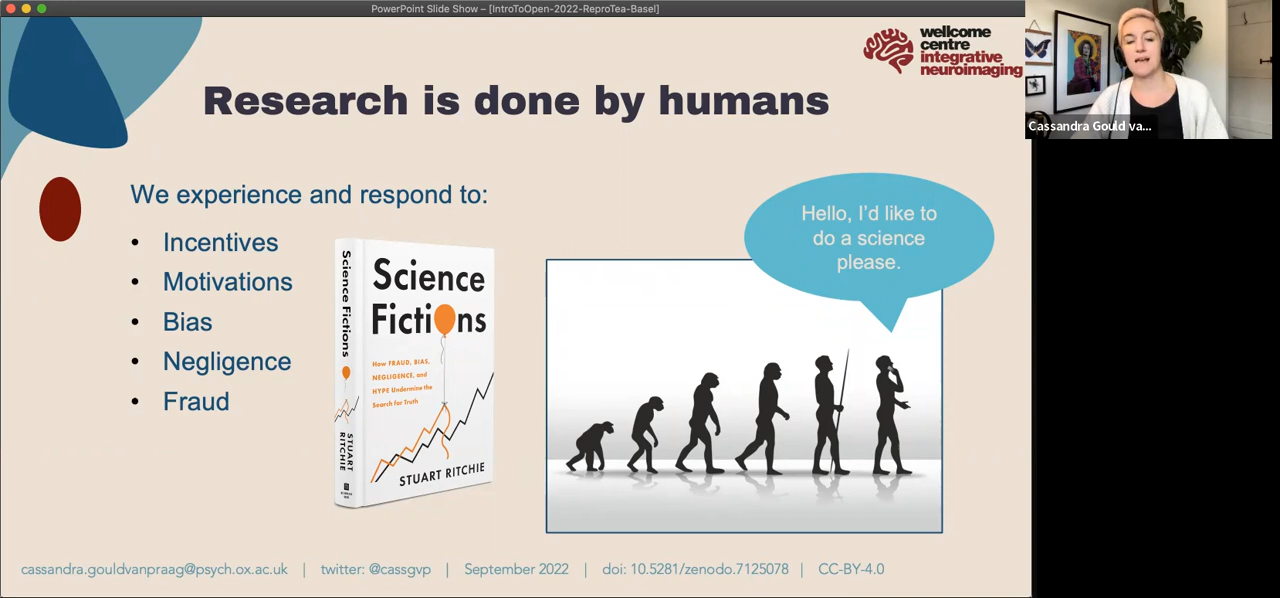 PowerPoint Slide Show – [IntroToOpen-2022-ReproTea-Basel]
wellcome
centre
integrative
neuroimaging
Research is done by humans
Cassandra Gould va...
We experience and respond to:
• Incentives
• Motivations
• Bias
• Negligence
• Fraud
Science Fictions
STUART RITCHIE
Science
Fictions
How FRAUD, BIAS,
NEGLIGENCE, and
HYPE Undermine the
Search for Truth
STUART RITCHIE
Hello, I'd like to
do a science
please.
cassandra.gouldvanpraag@psych.ox.ac.uk | twitter: @cassgvp | September 2022 | doi: 10.5281/zenodo.7125078 | CC-BY-4.0